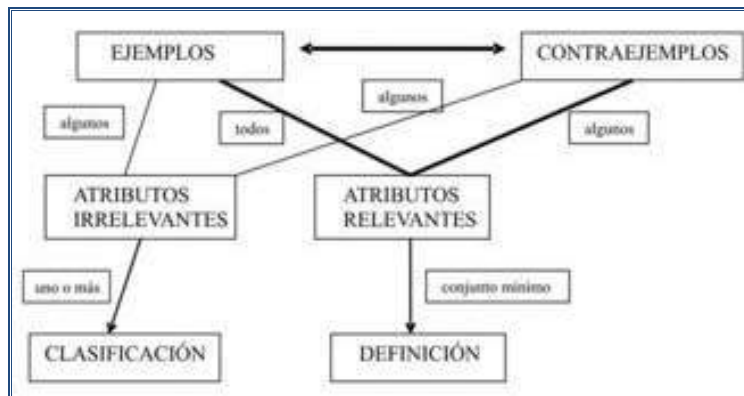 EJEMPLOS
CONTRAEJEMPLOS
algunos
algunos
todos
algunos
ATRIBUTOS
IRRELEVANTES
ATRIBUTOS
RELEVANTES
uno o más
conjunto mínimo
CLASIFICACIÓN
DEFINICIÓN